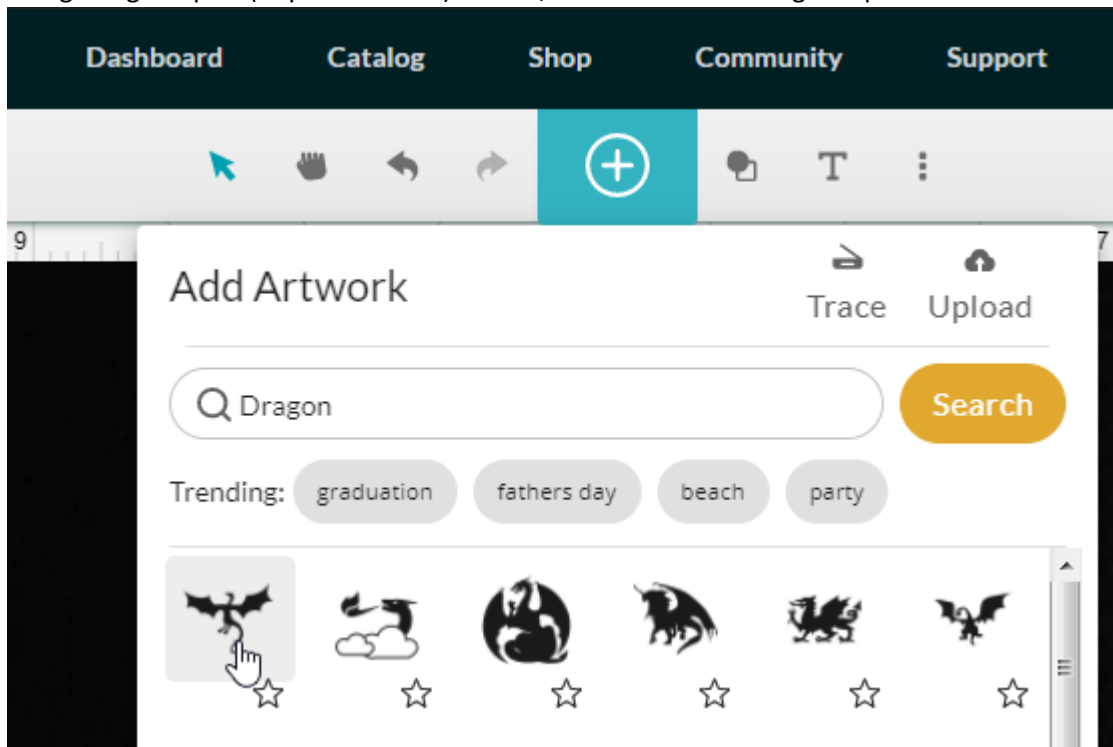 Dashboard Catalog Shop Community Support
T
9
7
Add Artwork
Trace Upload
Dragon
Search
Trending: graduation fathers day beach party